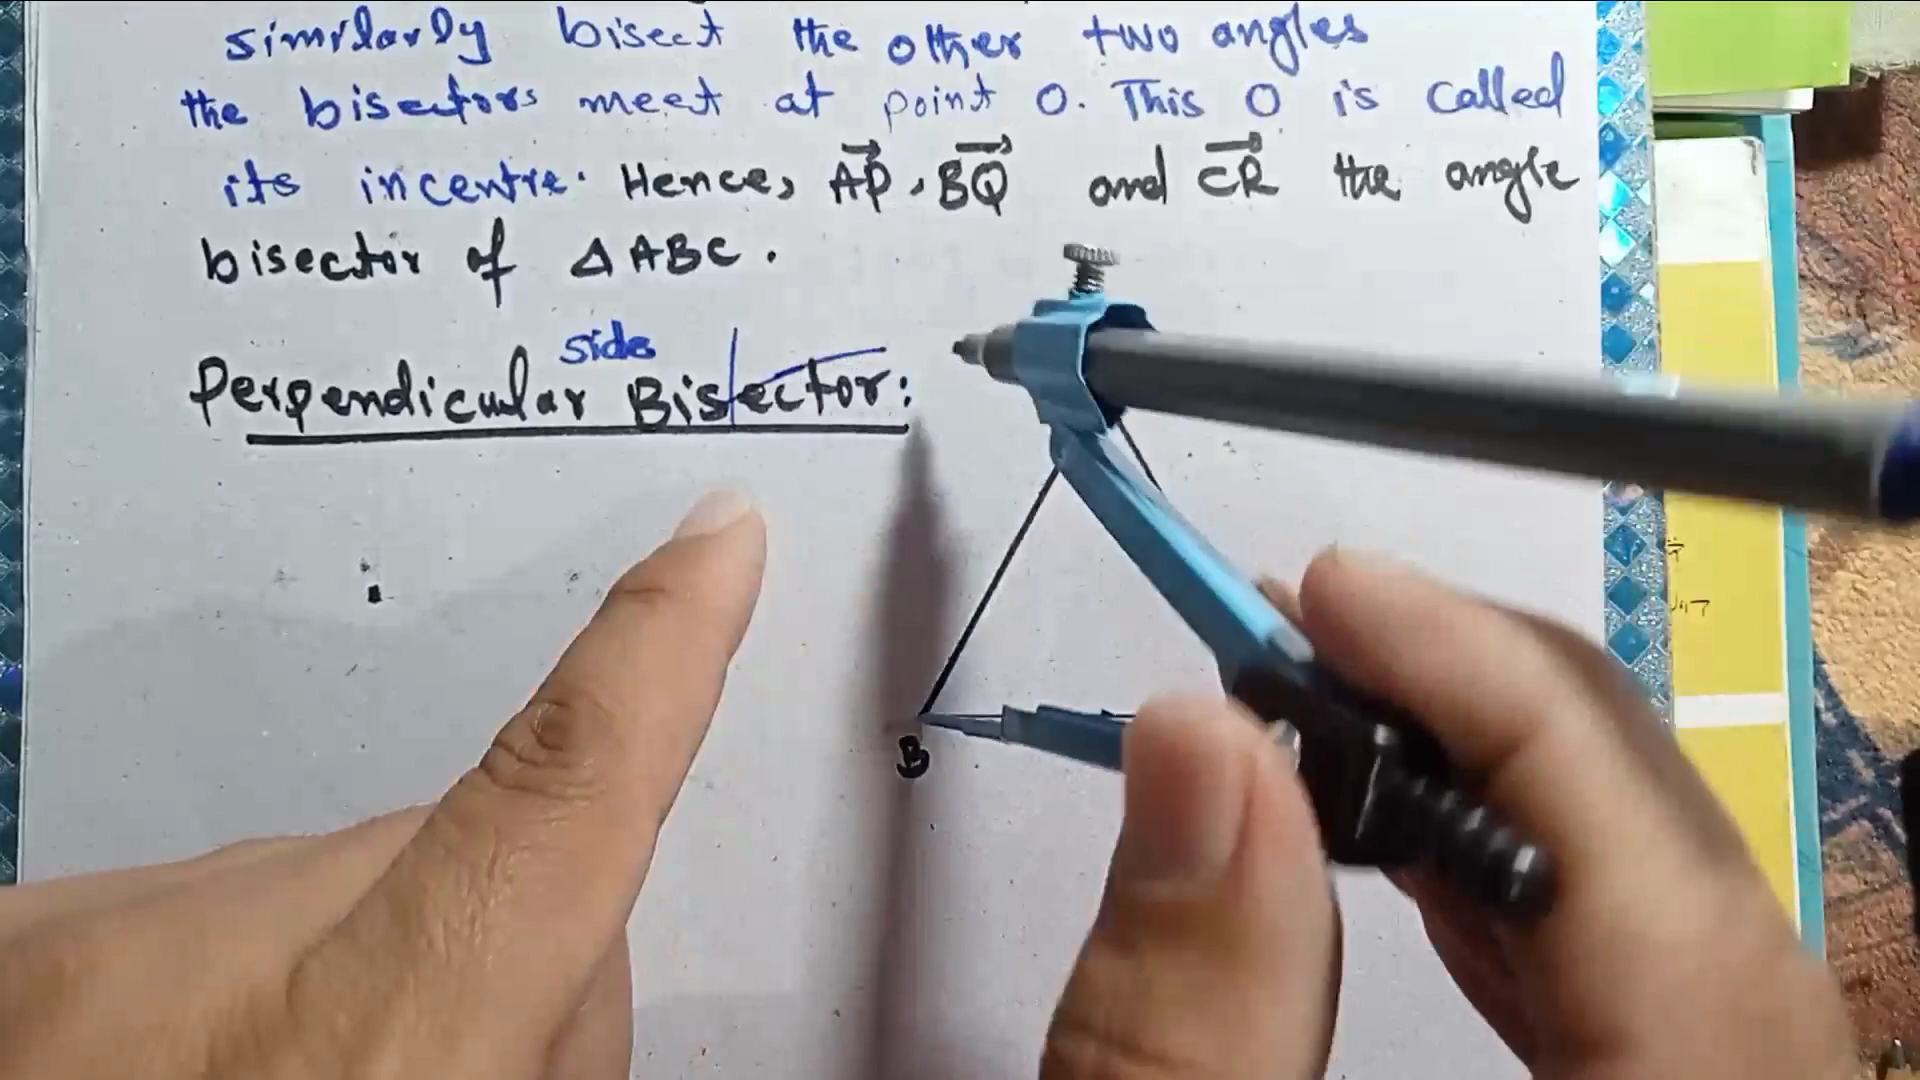 similarly bisect the other two angles
the bisectors meet at point O. This O is called
its incentre. Hence, AP, BQ and CR the angle
bisector of △ABC.
side
Perpendicular Bisector:
B